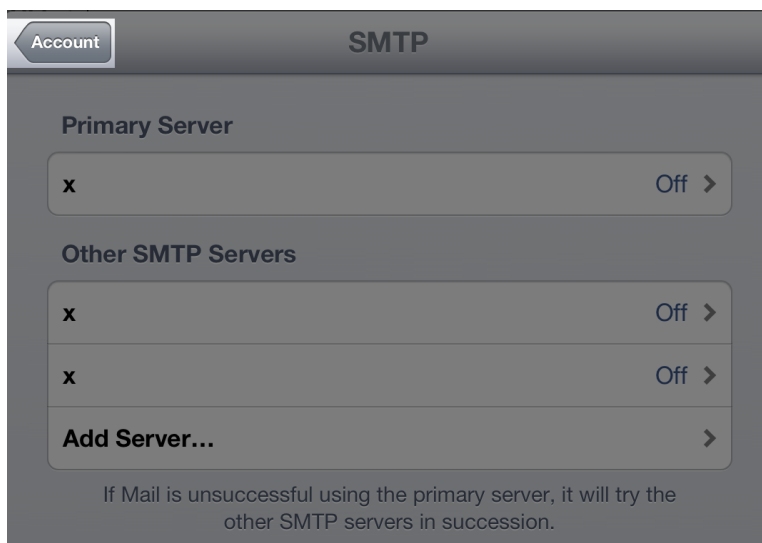 Account
SMTP
Primary Server
x Off
Other SMTP Servers
x Off
x Off
Add Server...
If Mail is unsuccessful using the primary server, it will try the
other SMTP servers in succession.